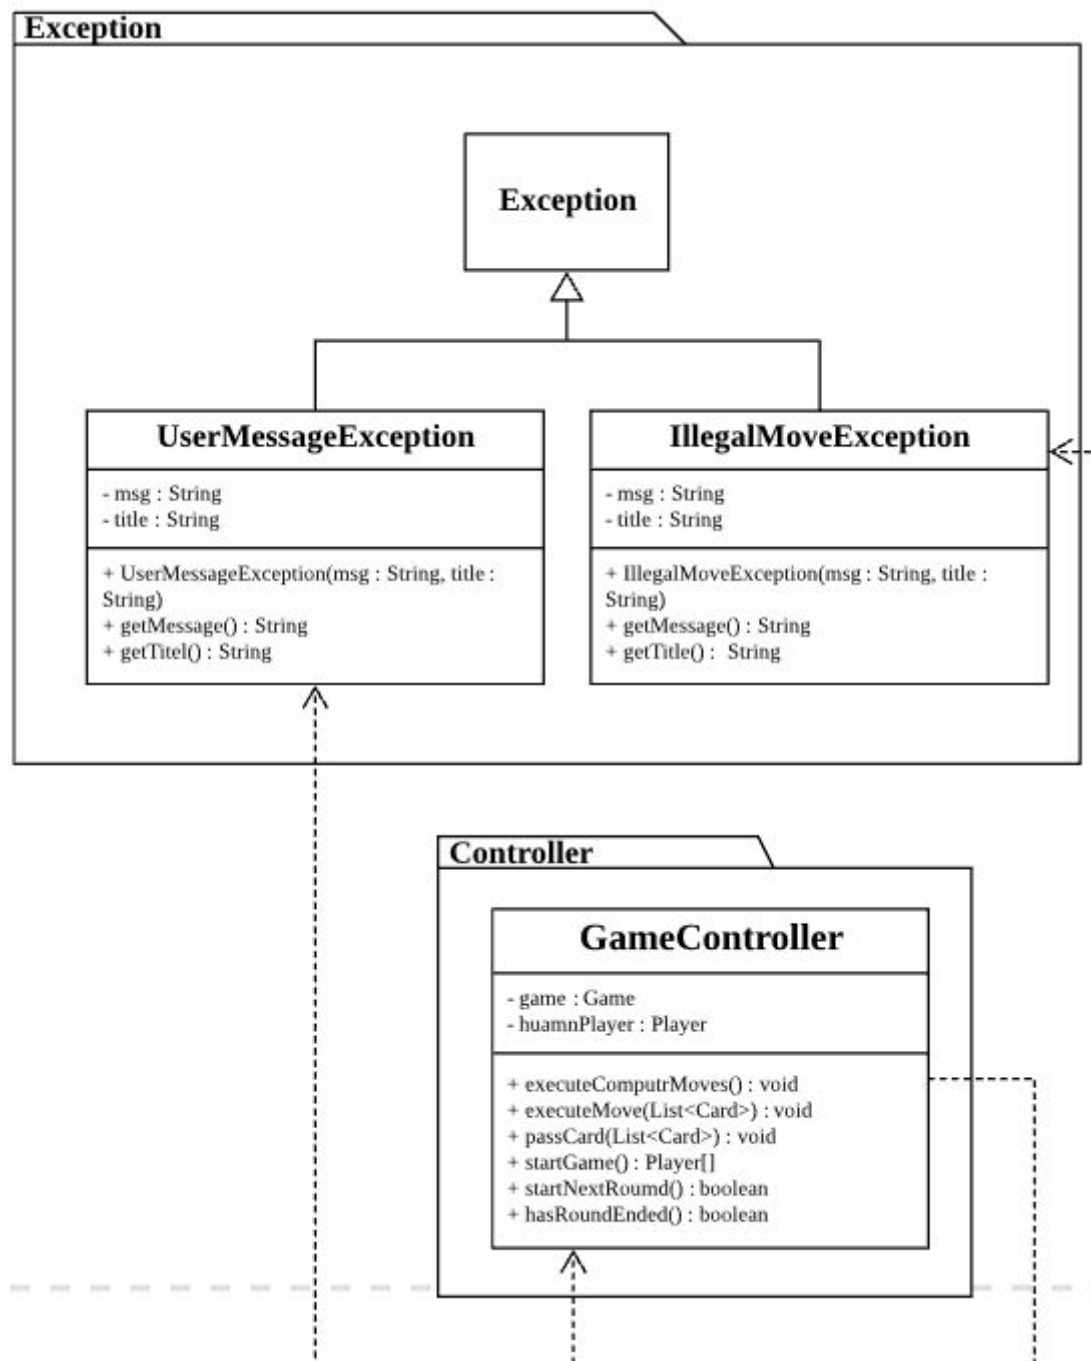 Exception
Exception
UserMessageException
- msg : String
- title : String
+ UserMessageException(msg : String, title :
String)
+ getMessage() : String
+ getTitel() : String
IllegalMoveException
- msg : String
- title : String
+ IllegalMoveException(msg : String, title :
String)
+ getMessage() : String
+ getTitle() :  String
Controller
GameController
- game : Game
- huamnPlayer : Player
+ executeComputrMoves() : void
+ executeMove(List<Card>) : void
+ passCard(List<Card>) : void
+ startGame() : Player[]
+ startNextRoumd() : boolean
+ hasRoundEnded() : boolean